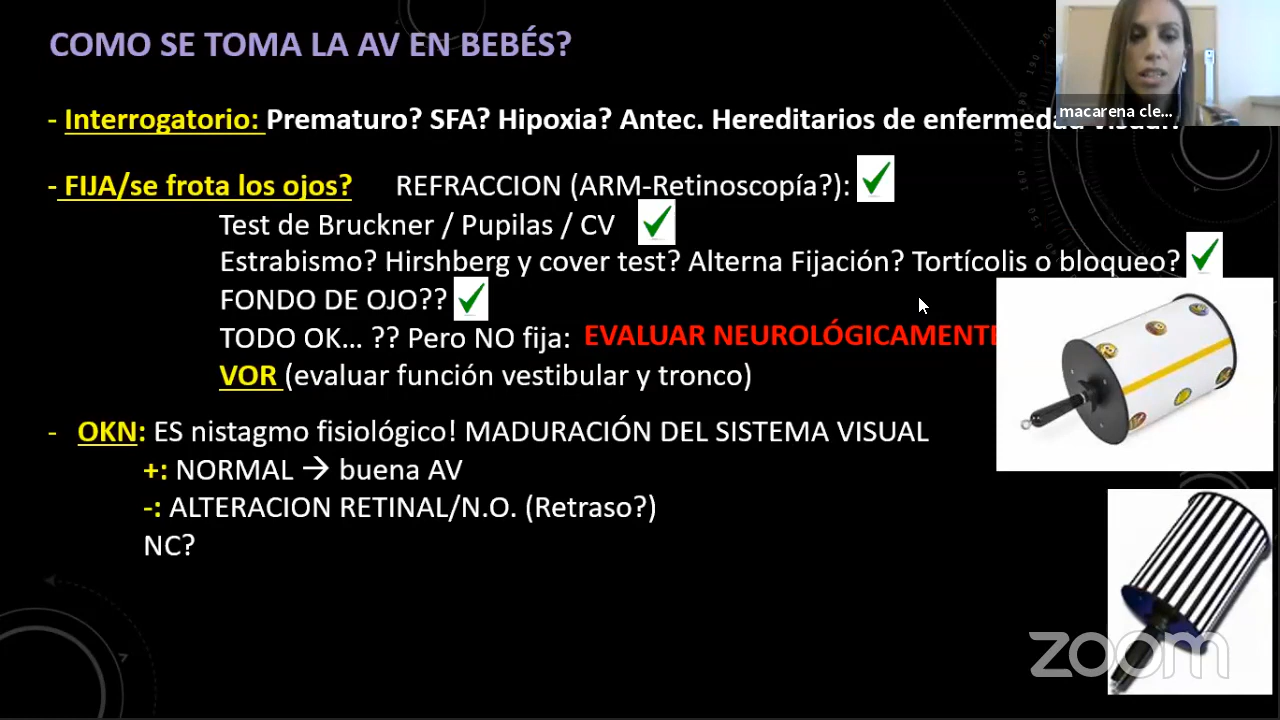 COMO SE TOMA LA AV EN BEBÉS?
macarena cle...
- Interrogatorio: Prematuro? SFA? Hipoxia? Antec. Hereditarios de enfermedad visual?
- FIJA/se frota los ojos? REFRACCION (ARM-Retinoscopía?):
Test de Bruckner / Pupilas / CV
Estrabismo? Hirshberg y cover test? Alterna Fijación? Tortícolis o bloqueo?
FONDO DE OJO??
TODO OK... ?? Pero NO fija: EVALUAR NEUROLÓGICAMENTE
VOR (evaluar función vestibular y tronco)
- OKN: ES nistagmo fisiológico! MADURACIÓN DEL SISTEMA VISUAL
+: NORMAL → buena AV
-: ALTERACION RETINAL/N.O. (Retraso?)
NC?
zoom